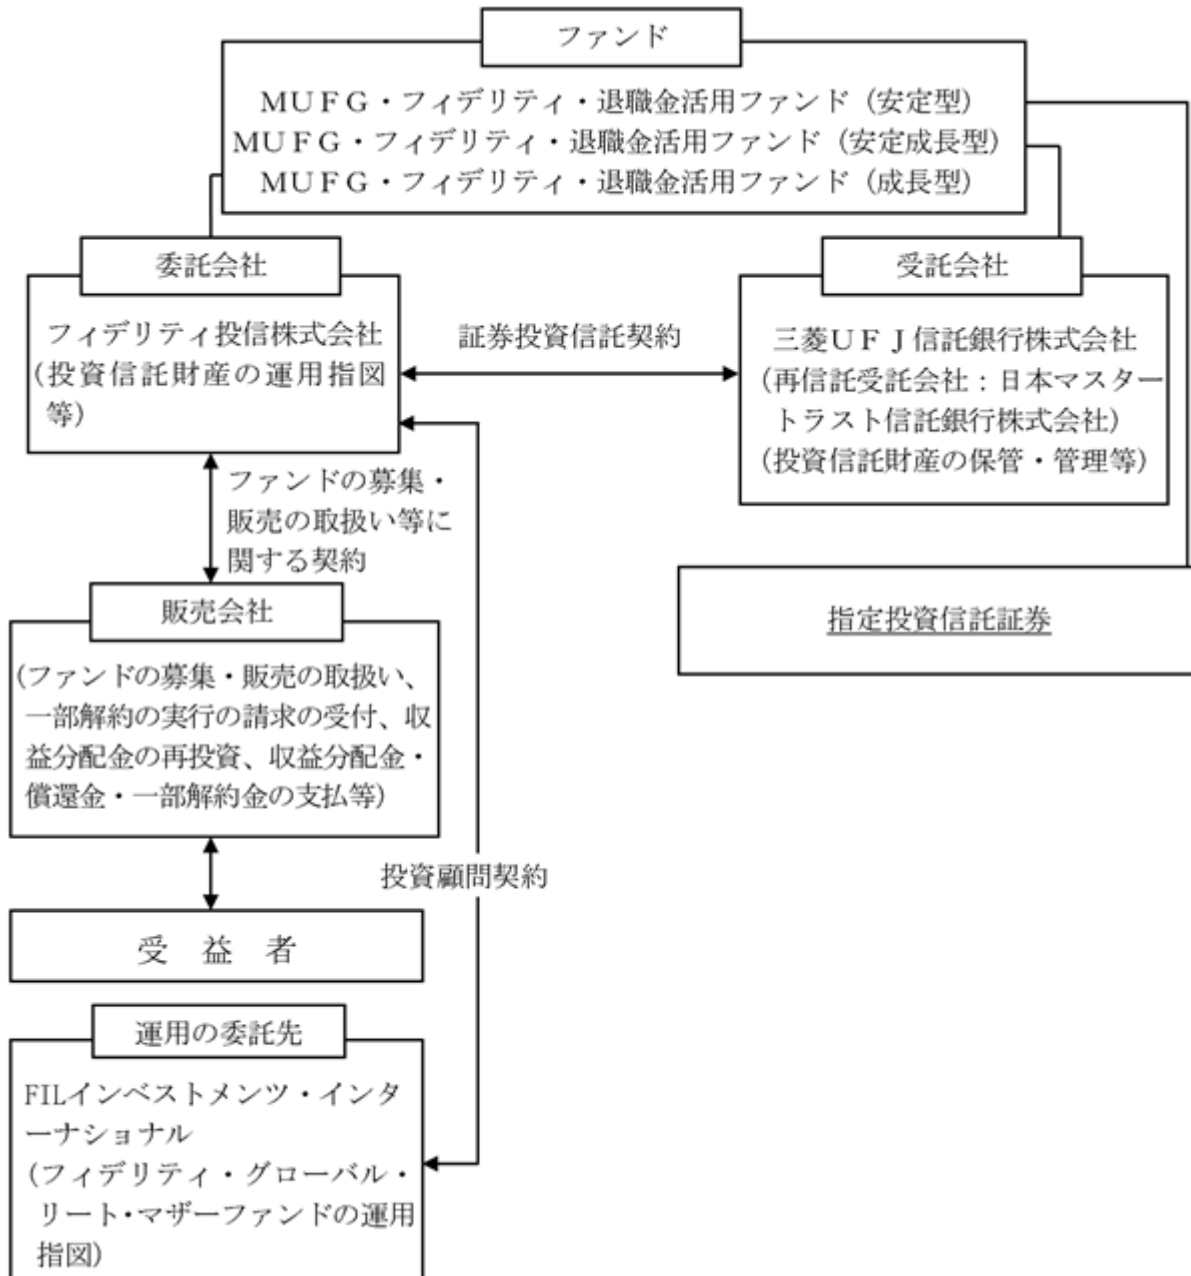 ファンド
ＭＵＦＧ・フィデリティ・退職金活用ファンド（安定型）
ＭＵＦＧ・フィデリティ・退職金活用ファンド（安定成長型）
ＭＵＦＧ・フィデリティ・退職金活用ファンド（成長型）
委託会社
フィデリティ投信株式会社
（投資信託財産の運用指図
等）
証券投資信託契約
受託会社
三菱ＵＦＪ信託銀行株式会社
（再信託受託会社：日本マスター
トラスト信託銀行株式会社）
（投資信託財産の保管・管理等）
ファンドの募集・
販売の取扱い等に
関する契約
指定投資信託証券
販売会社
（ファンドの募集・販売の取扱い、
一部解約の実行の請求の受付、収
益分配金の再投資、収益分配金・
償還金・一部解約金の支払等）
投資顧問契約
受　益　者
運用の委託先
FILインベストメンツ・インタ
ーナショナル
（フィデリティ・グローバル・
リート・マザーファンドの運用
指図）